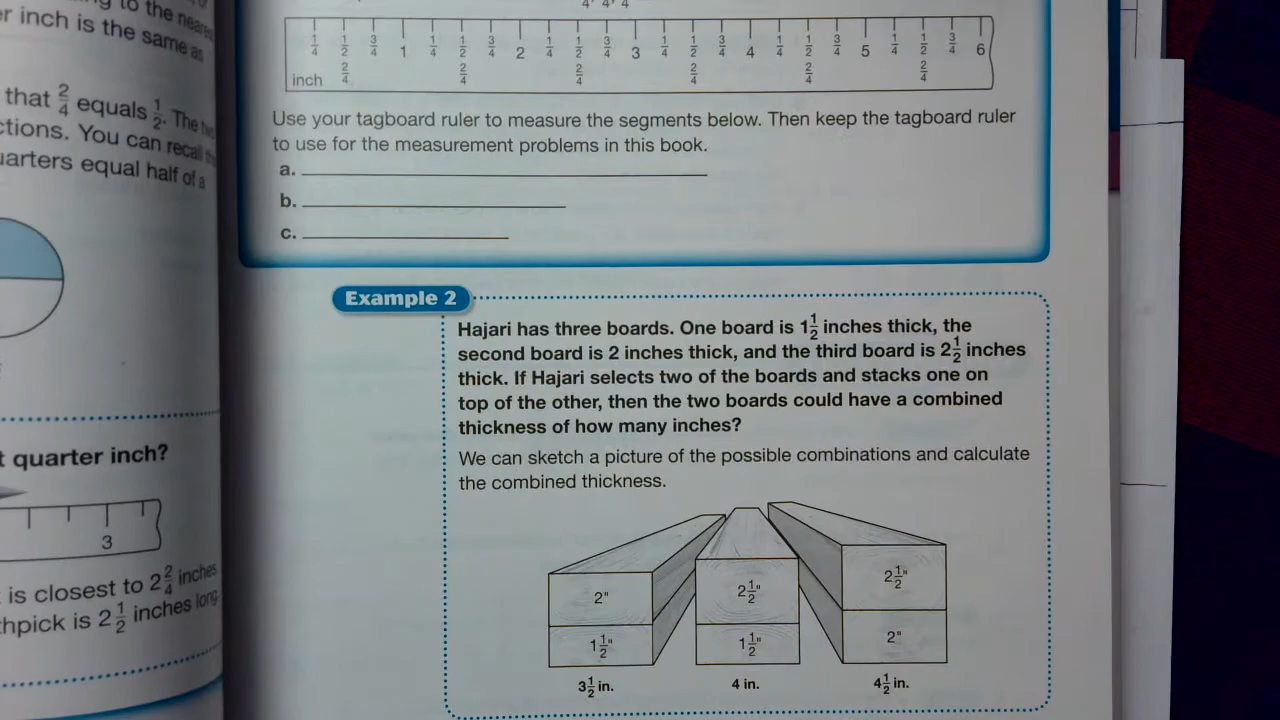 to the
r inch is the same as
that 2/4 equals 1/2. The
ctions. You can recall
uarters equal half of a
t quarter inch?
3
is closest to 2 2/4 inches
thpick is 2 1/2 inches long
1/4 1/2 3/4 1 1/4 1/2 3/4 2 1/4 1/2 3/4 3 1/4 1/2 3/4 4 1/4 1/2 3/4 5 1/4 1/2 3/4 6
inch 2/4 2/4 2/4 2/4 2/4 2/4
Use your tagboard ruler to measure the segments below. Then keep the tagboard ruler
to use for the measurement problems in this book.
a.
b.
c.
Example 2
Hajari has three boards. One board is 1 1/2 inches thick, the
second board is 2 inches thick, and the third board is 2 1/2 inches
thick. If Hajari selects two of the boards and stacks one on
top of the other, then the two boards could have a combined
thickness of how many inches?
We can sketch a picture of the possible combinations and calculate
the combined thickness.
2" 2 1/2" 2 1/2"
1 1/2" 1 1/2" 2"
3 1/2 in. 4 in. 4 1/2 in.